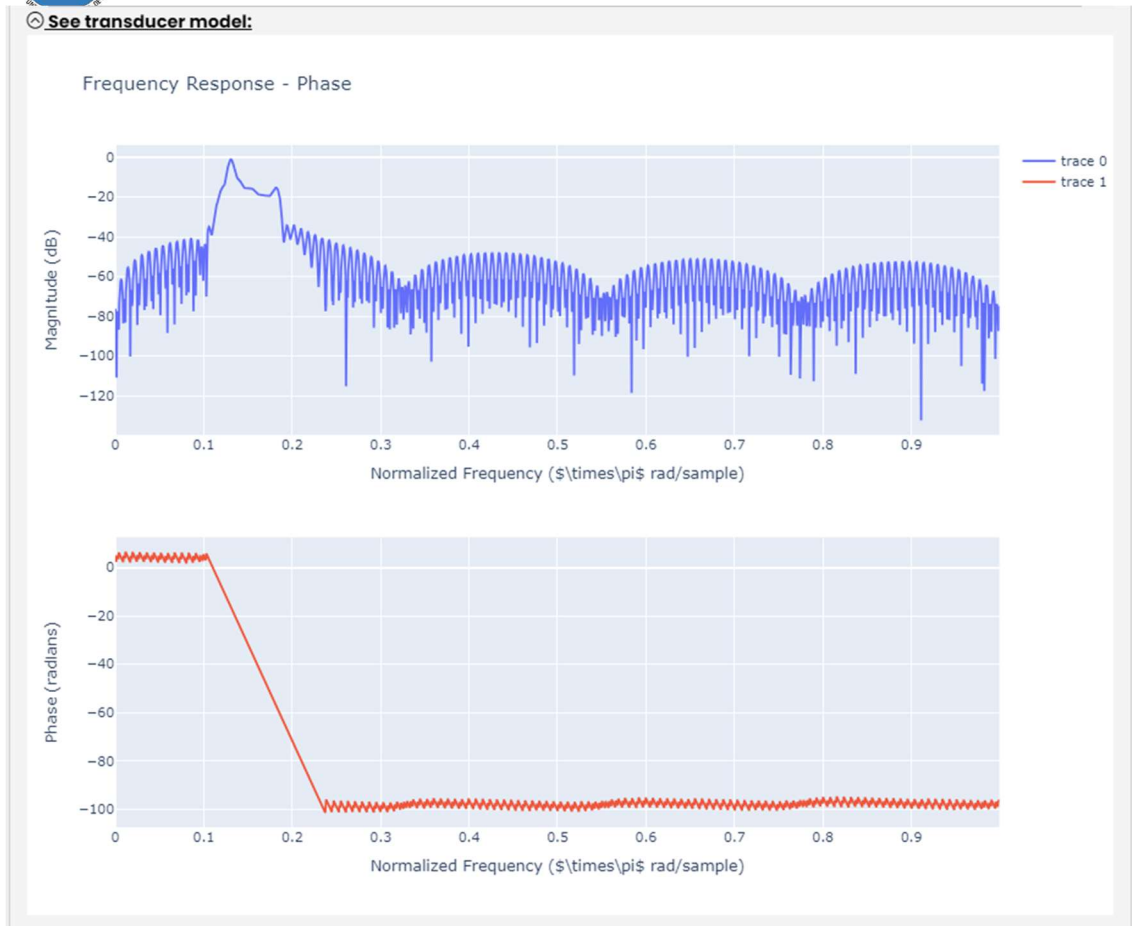 See transducer model:
Frequency Response - Phase
0
−20
−40
−60
−80
−100
−120
Magnitude (dB)
0 0.1 0.2 0.3 0.4 0.5 0.6 0.7 0.8 0.9
Normalized Frequency ($\times\pi$ rad/sample)
trace 0
trace 1
0
−20
−40
−60
−80
−100
Phase (radians)
0 0.1 0.2 0.3 0.4 0.5 0.6 0.7 0.8 0.9
Normalized Frequency ($\times\pi$ rad/sample)